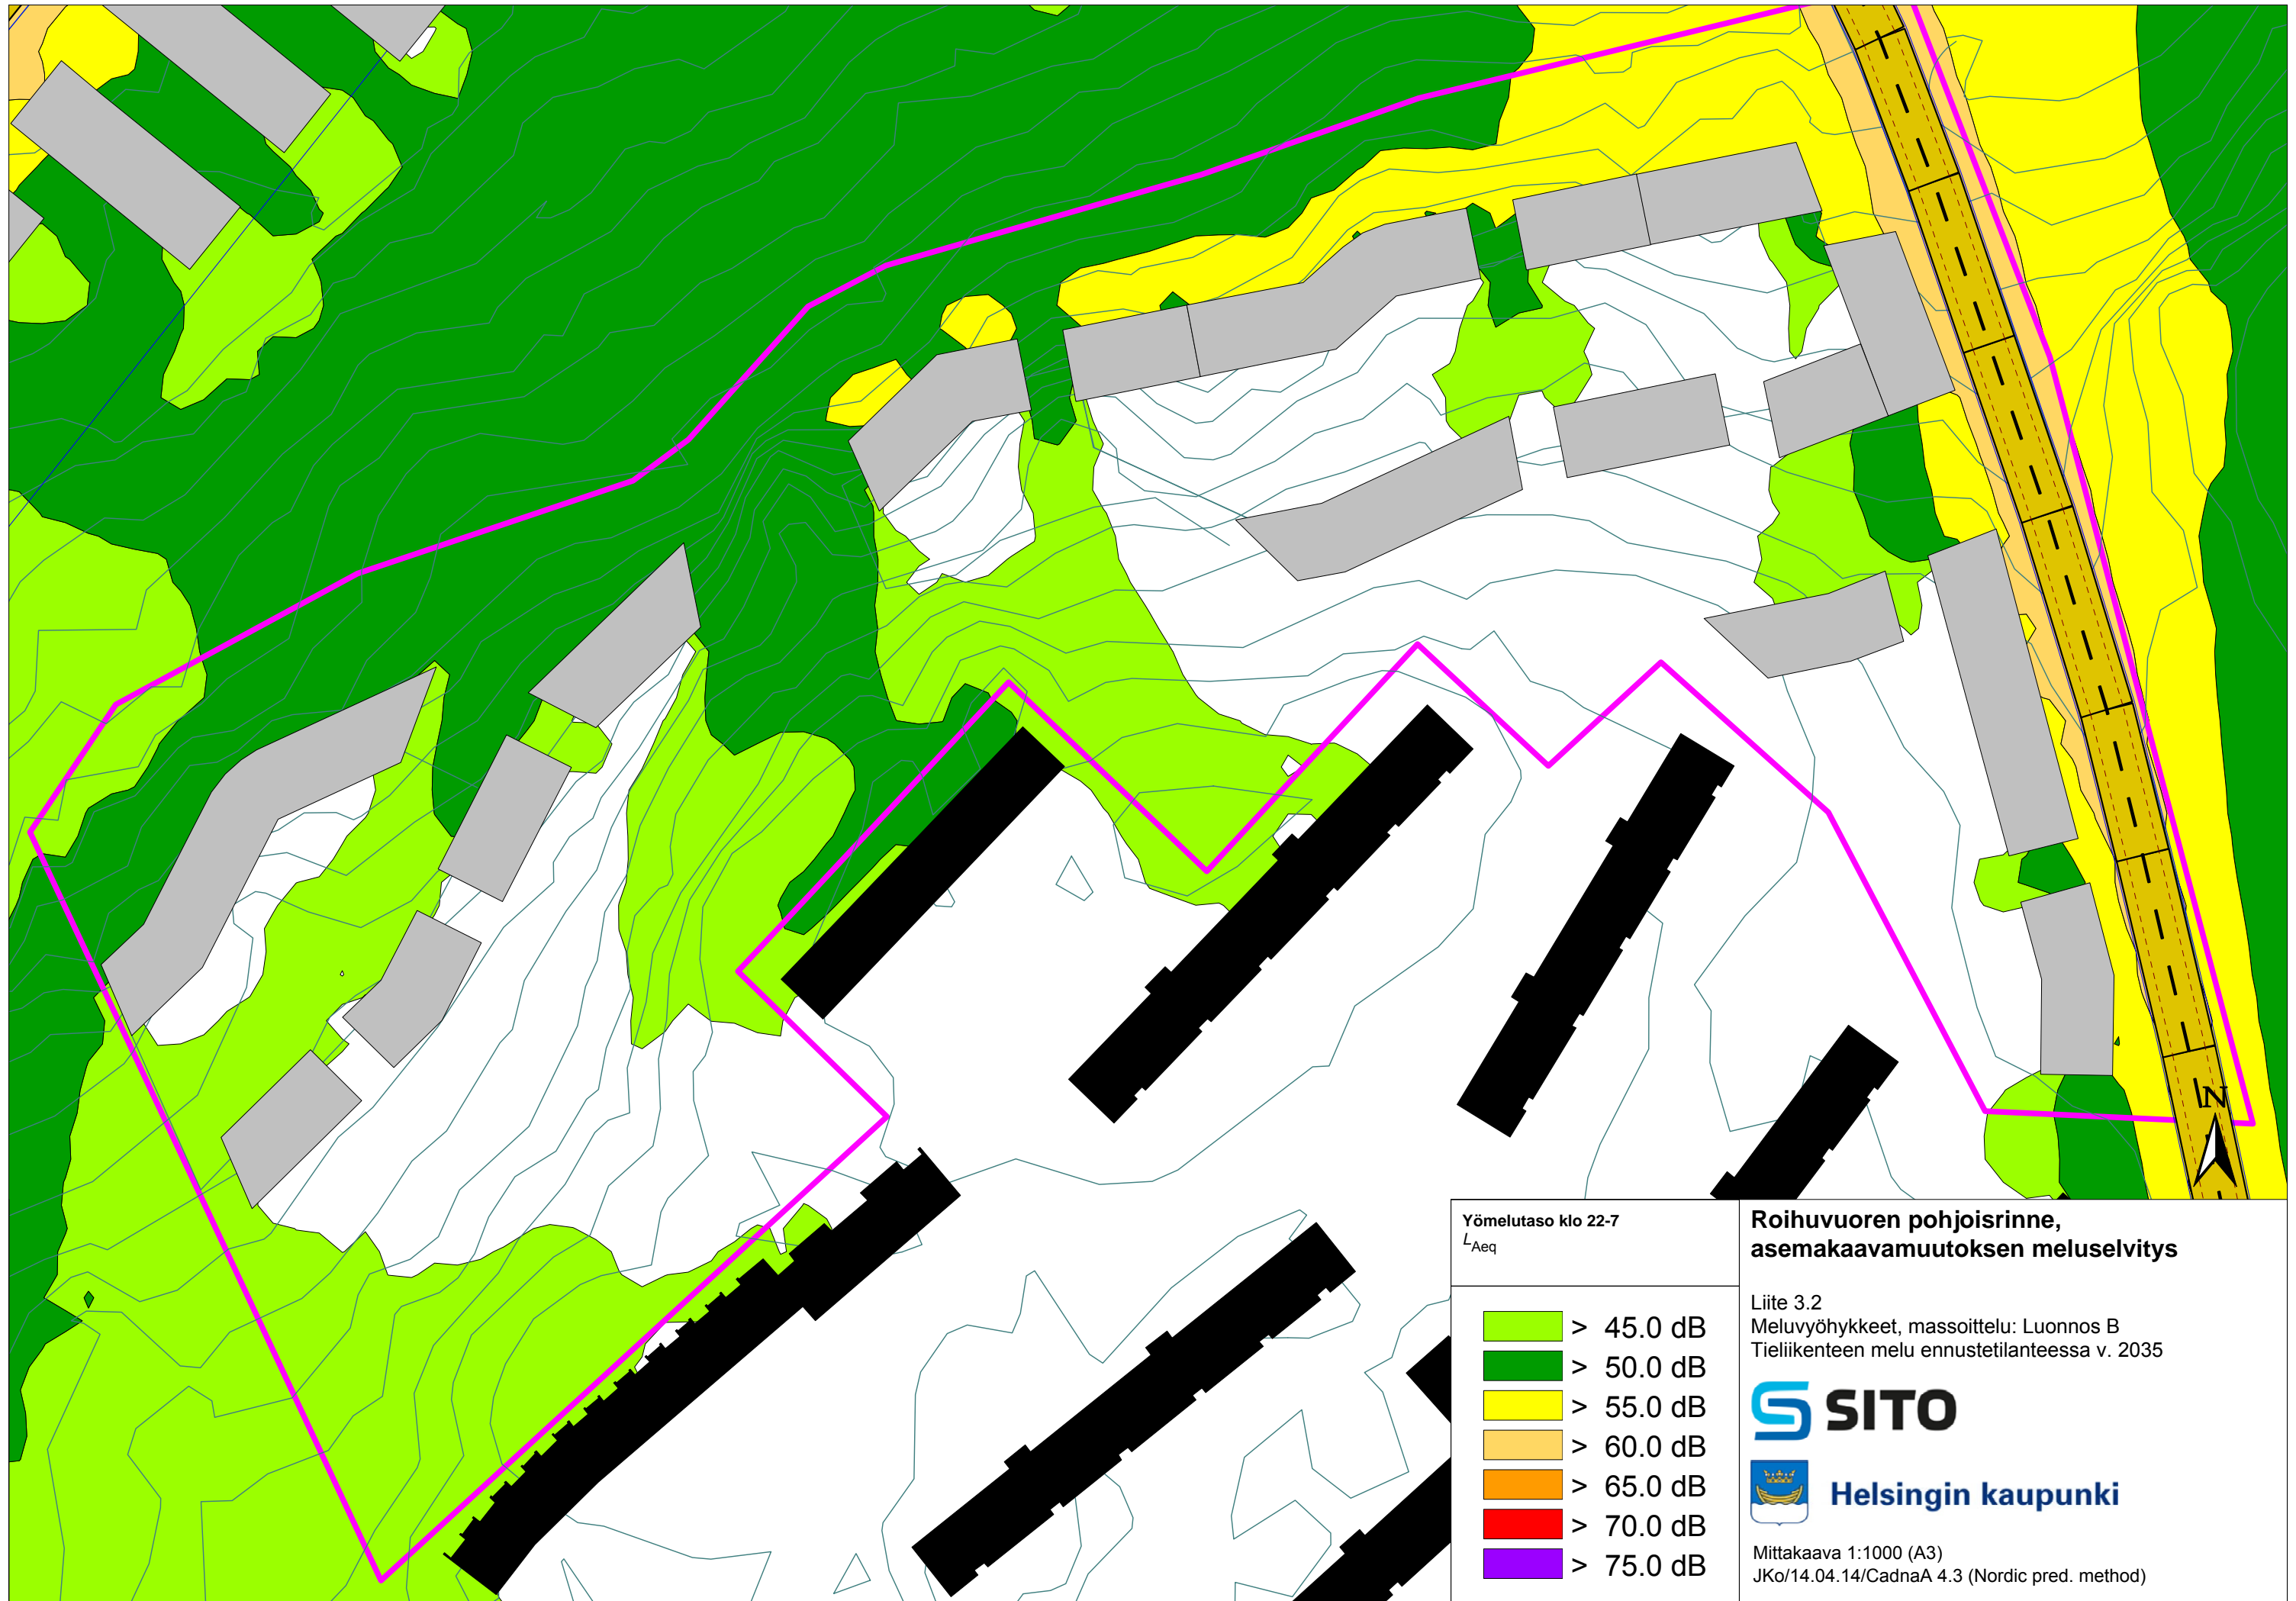 N
Yömelutaso klo 22-7
LAeq
> 45.0 dB
> 50.0 dB
> 55.0 dB
> 60.0 dB
> 65.0 dB
> 70.0 dB
> 75.0 dB
Roihuvuoren pohjoisrinne,
asemakaavamuutoksen meluselvitys
Liite 3.2
Meluvyöhykkeet, massoittelu: Luonnos B
Tieliikenteen melu ennustetilanteessa v. 2035
SITO
Helsingin kaupunki
Mittakaava 1:1000 (A3)
JKo/14.04.14/CadnaA 4.3 (Nordic pred. method)